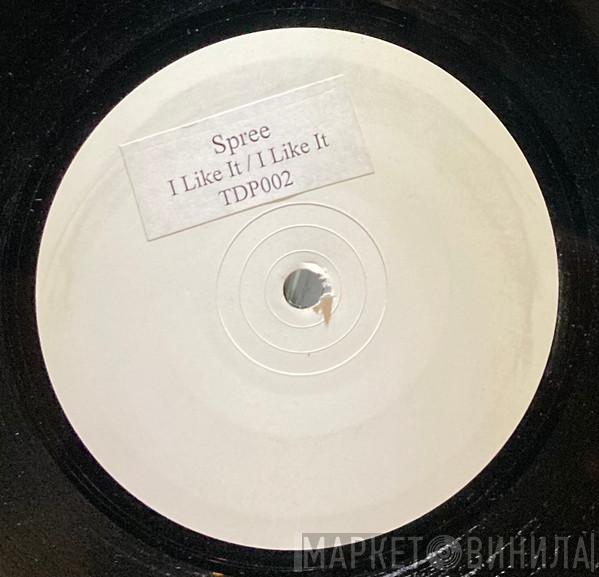 Spree
I Like It / I Like It
TDP002
МАРКЕТ ВИНИЛА